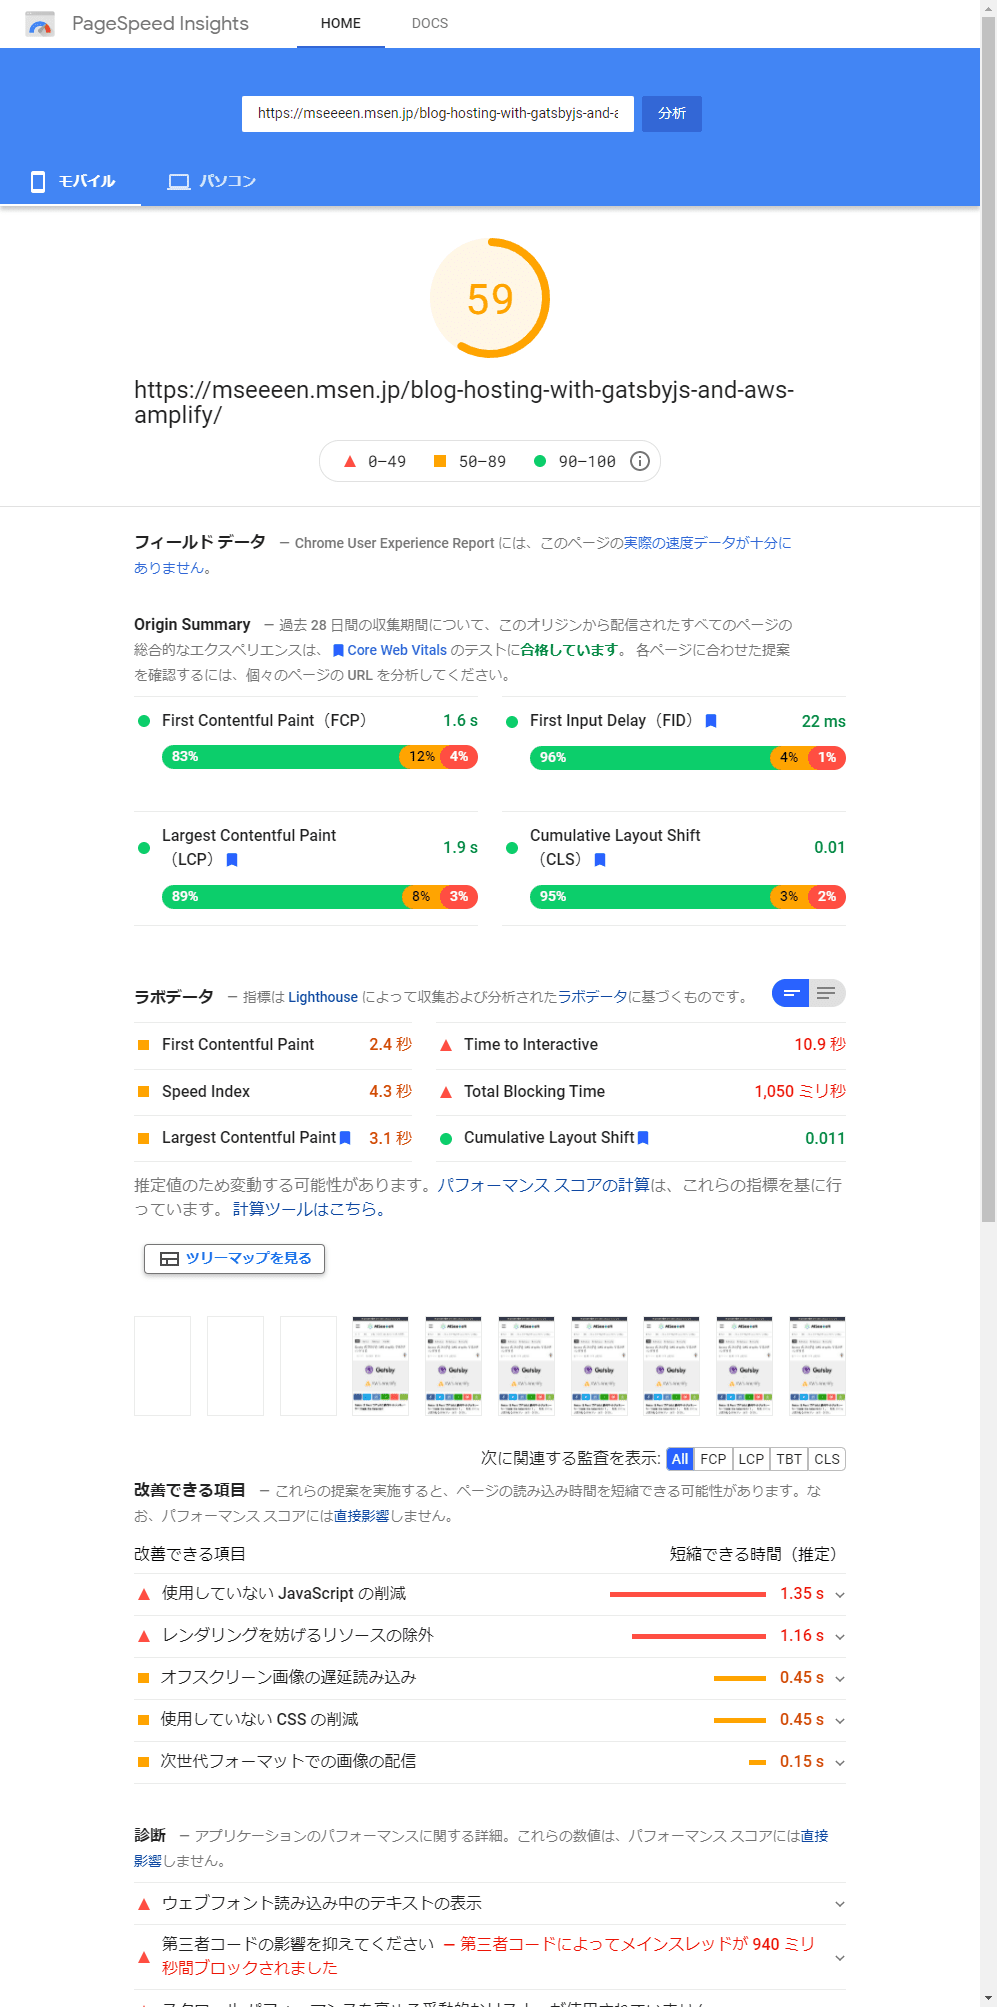 PageSpeed Insights
HOME
DOCS
https://mseeeen.msen.jp/blog-hosting-with-gatsbyjs-and-a
分析
モバイル
パソコン
59
https://mseeeen.msen.jp/blog-hosting-with-gatsbyjs-and-aws-
amplify/
0–49
50–89
90–100
フィールド データ — Chrome User Experience Report には、このページの実際の速度データが十分に
ありません。
Origin Summary — 過去 28 日間の収集期間について、このオリジンから配信されたすべてのページの
総合的なエクスペリエンスは、 Core Web Vitals のテストに合格しています。 各ページに合わせた提案
を確認するには、個々のページの URL を分析してください。
First Contentful Paint（FCP） 1.6 s
83% 12% 4%
First Input Delay（FID） 22 ms
96% 4% 1%
Largest Contentful Paint
（LCP） 1.9 s
89% 8% 3%
Cumulative Layout Shift
（CLS） 0.01
95% 3% 2%
ラボデータ — 指標は Lighthouse によって収集および分析されたラボデータに基づくものです。
First Contentful Paint 2.4 秒
Time to Interactive 10.9 秒
Speed Index 4.3 秒
Total Blocking Time 1,050 ミリ秒
Largest Contentful Paint 3.1 秒
Cumulative Layout Shift 0.011
推定値のため変動する可能性があります。パフォーマンス スコアの計算は、これらの指標を基に行
っています。 計算ツールはこちら。
ツリーマップを見る
次に関連する監査を表示: All FCP LCP TBT CLS
改善できる項目 — これらの提案を実施すると、ページの読み込み時間を短縮できる可能性があります。な
お、パフォーマンス スコアには直接影響しません。
改善できる項目 短縮できる時間（推定）
使用していない JavaScript の削減 1.35 s
レンダリングを妨げるリソースの除外 1.16 s
オフスクリーン画像の遅延読み込み 0.45 s
使用していない CSS の削減 0.45 s
次世代フォーマットでの画像の配信 0.15 s
診断 — アプリケーションのパフォーマンスに関する詳細。これらの数値は、パフォーマンス スコアには直接
影響しません。
ウェブフォント読み込み中のテキストの表示
第三者コードの影響を抑えてください — 第三者コードによってメインスレッドが 940 ミリ
秒間ブロックされました